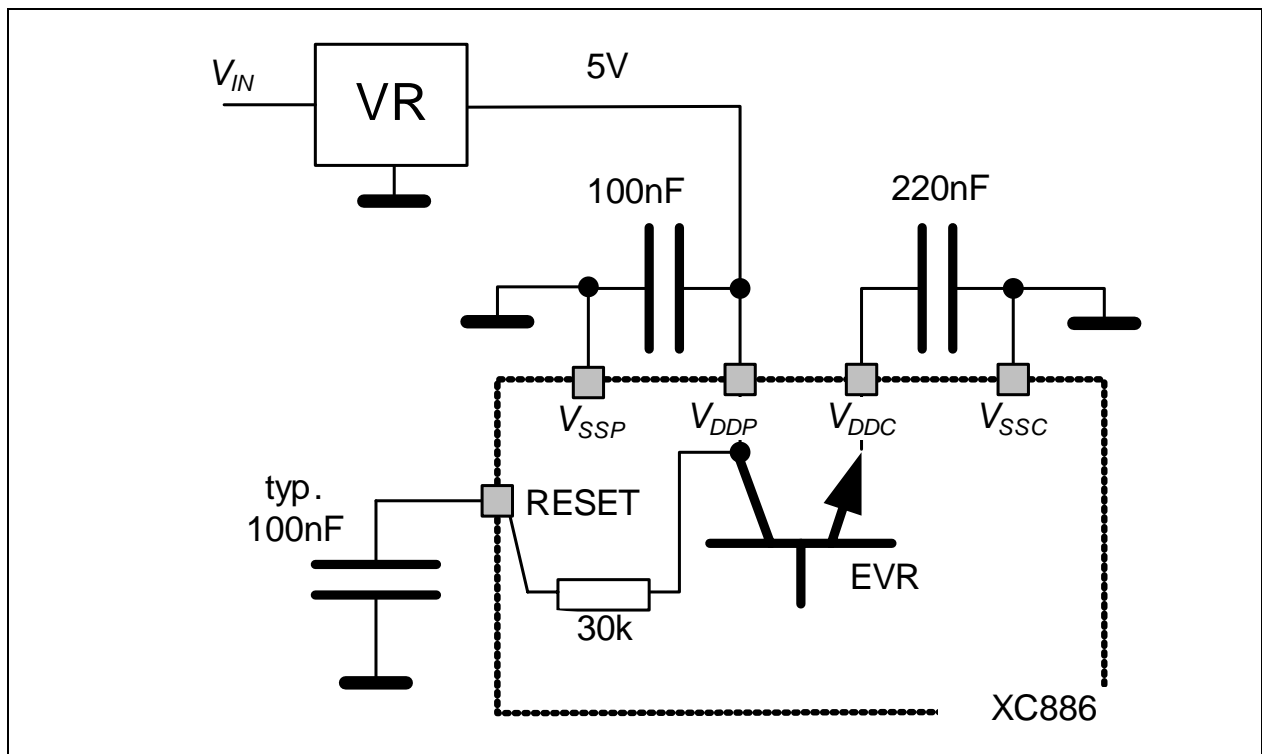 5V
V_IN
VR
100nF
220nF
V_SSP
V_DDP
V_DDC
V_SSC
typ.
100nF
RESET
EVR
30k
XC886